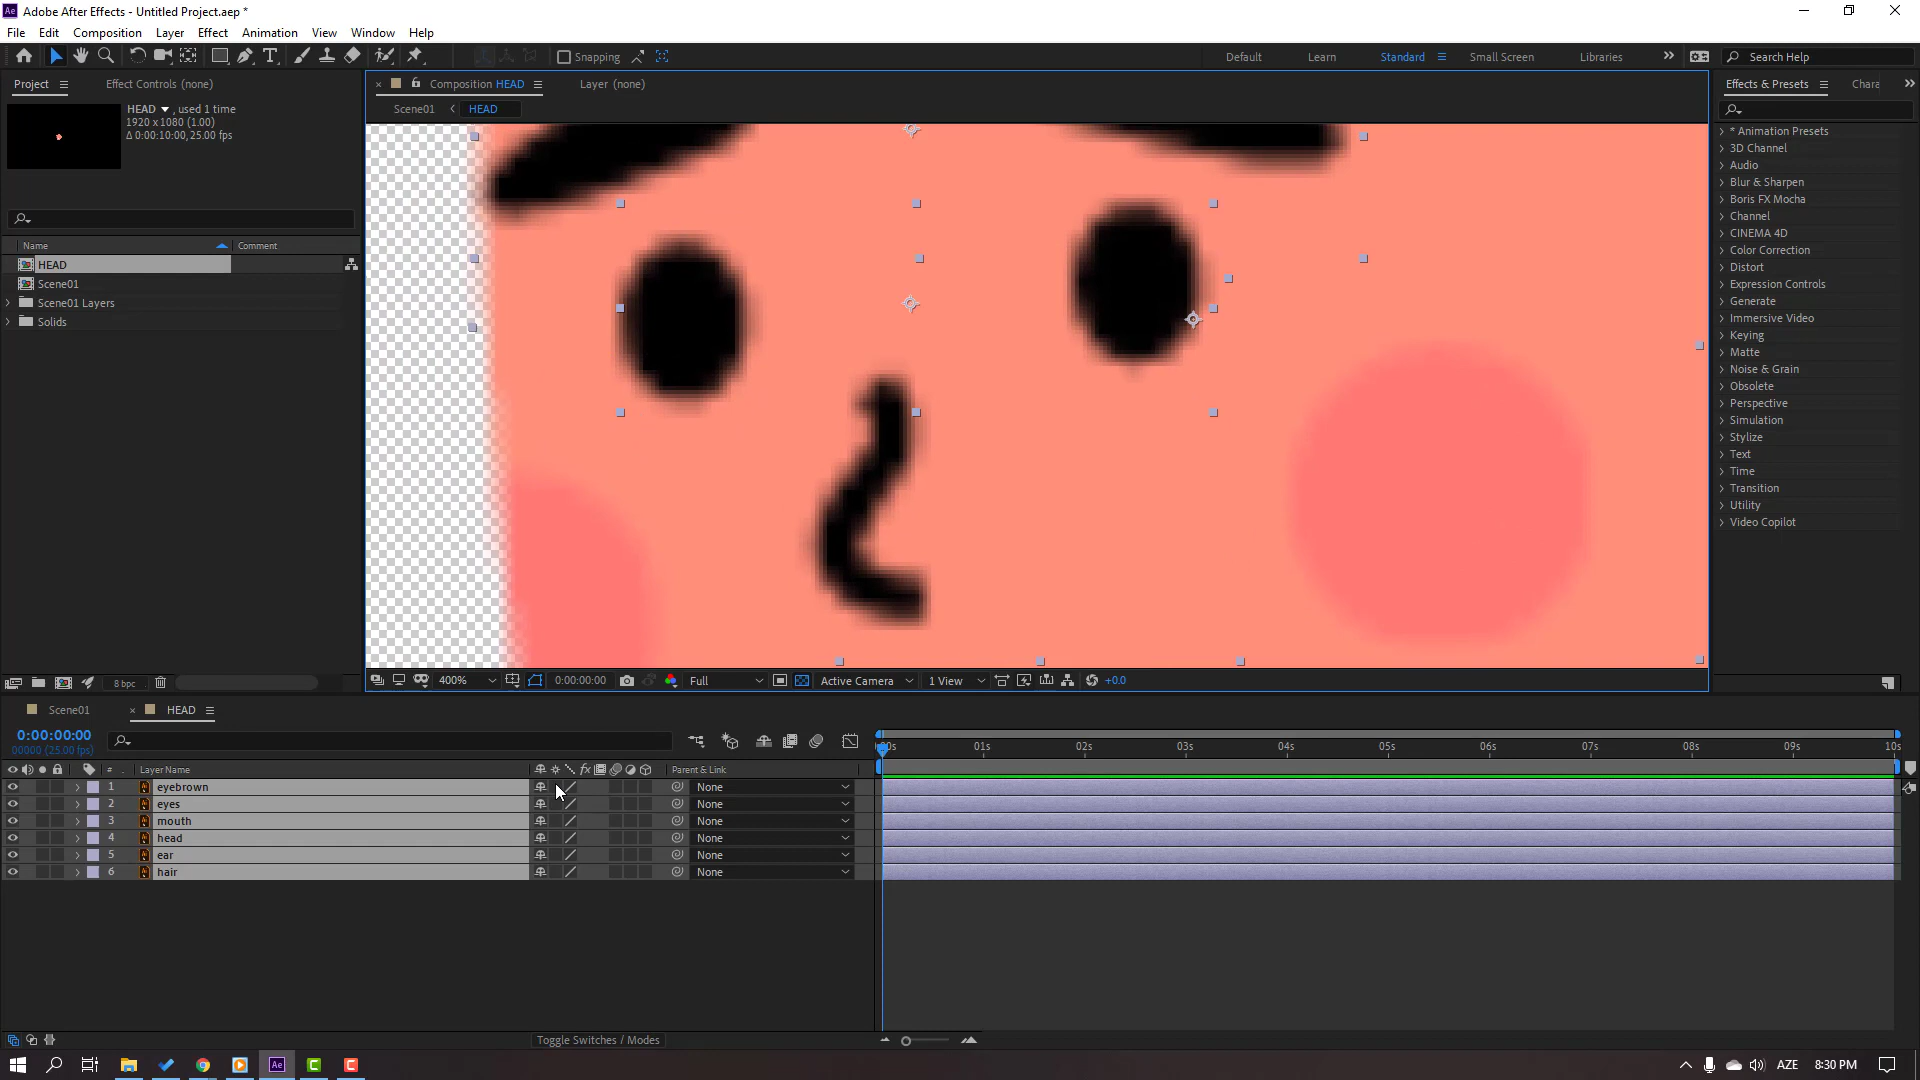 Ae Adobe After Effects - Untitled Project.aep *
File Edit Composition Layer Effect Animation View Window Help
Snapping
Default Learn Standard Small Screen Libraries
Search Help
Project
Effect Controls (none)
HEAD , used 1 time
1920 x 1080 (1.00)
Δ 0:00:10:00, 25.00 fps
Name Comment
HEAD
Scene01
Scene01 Layers
Solids
8 bpc
Composition HEAD
Layer (none)
Scene01 HEAD
400%
0:00:00:00
Full
Active Camera
1 View
+0.0
Effects & Presets
Chara
* Animation Presets
3D Channel
Audio
Blur & Sharpen
Boris FX Mocha
Channel
CINEMA 4D
Color Correction
Distort
Expression Controls
Generate
Immersive Video
Keying
Matte
Noise & Grain
Obsolete
Perspective
Simulation
Stylize
Text
Time
Transition
Utility
Video Copilot
Scene01
HEAD
0:00:00:00
00000 (25.00 fps)
# Layer Name fx Parent & Link
00s 01s 02s 03s 04s 05s 06s 07s 08s 09s 10s
1 eyebrown None
2 eyes None
3 mouth None
4 head None
5 ear None
6 hair None
Toggle Switches / Modes
Ae
AZE
8:30 PM